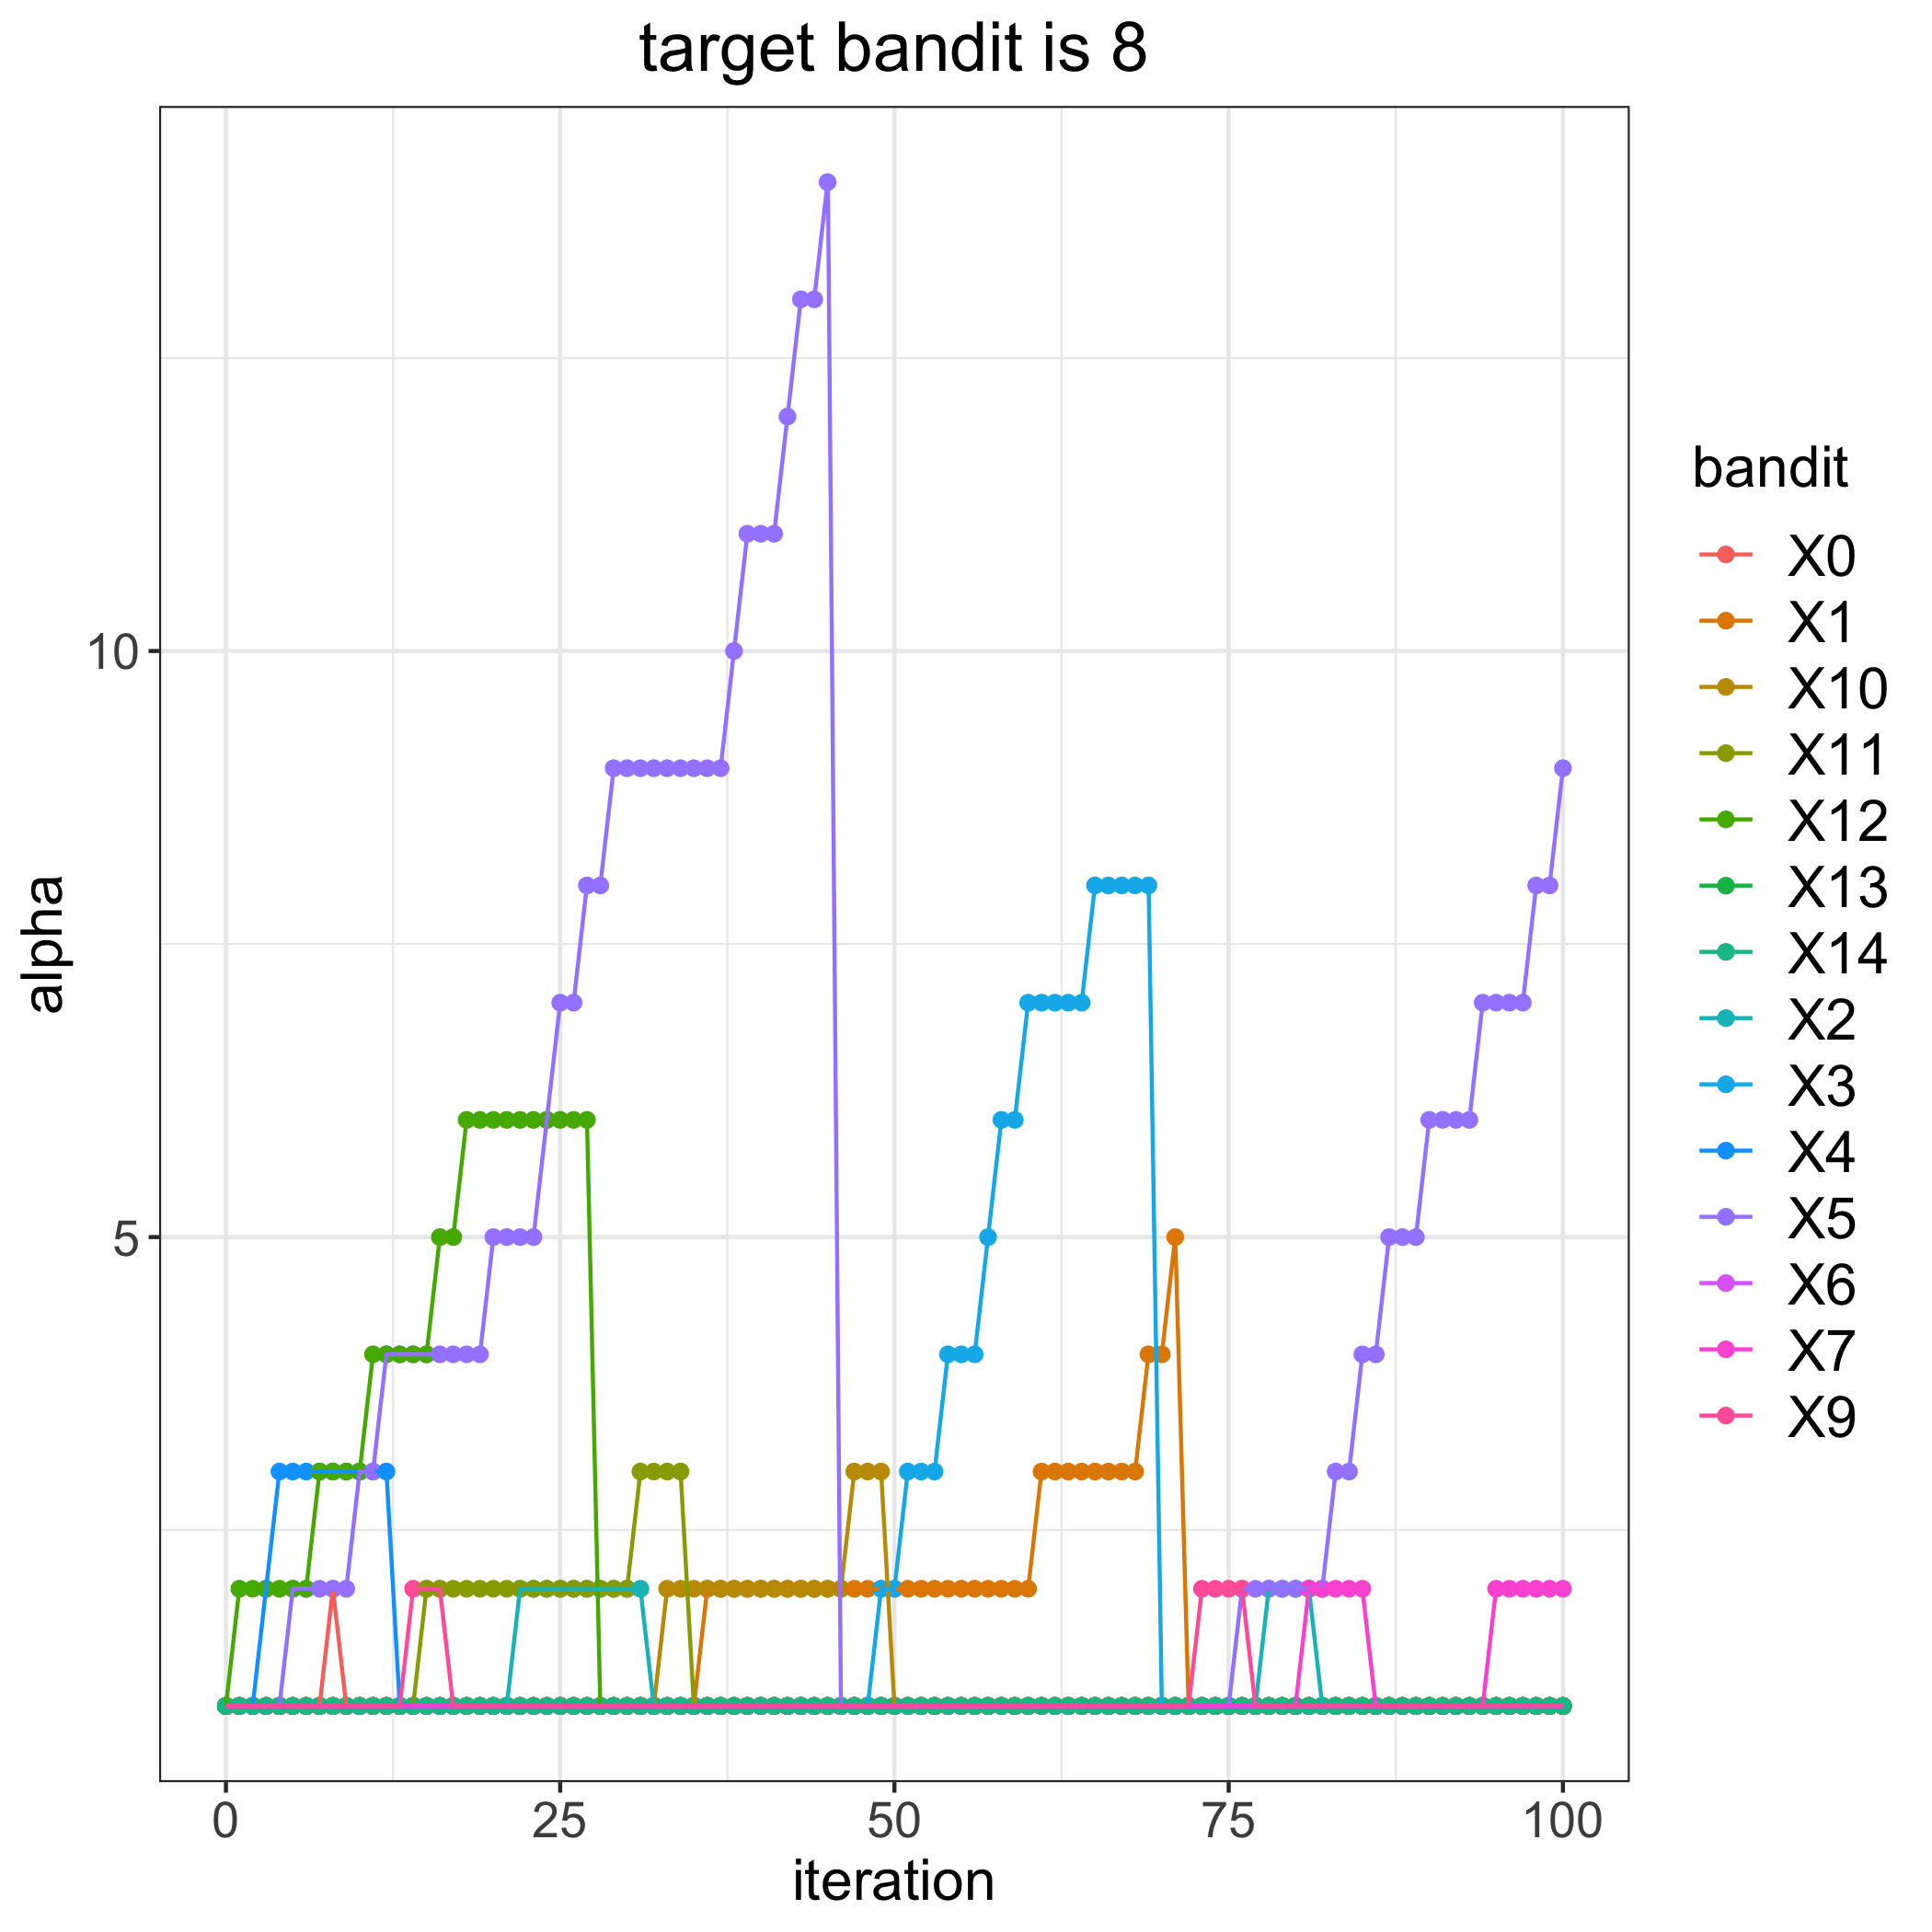 target bandit is 8
alpha
10
5
0 25 50 75 100
iteration
bandit
X0
X1
X10
X11
X12
X13
X14
X2
X3
X4
X5
X6
X7
X9